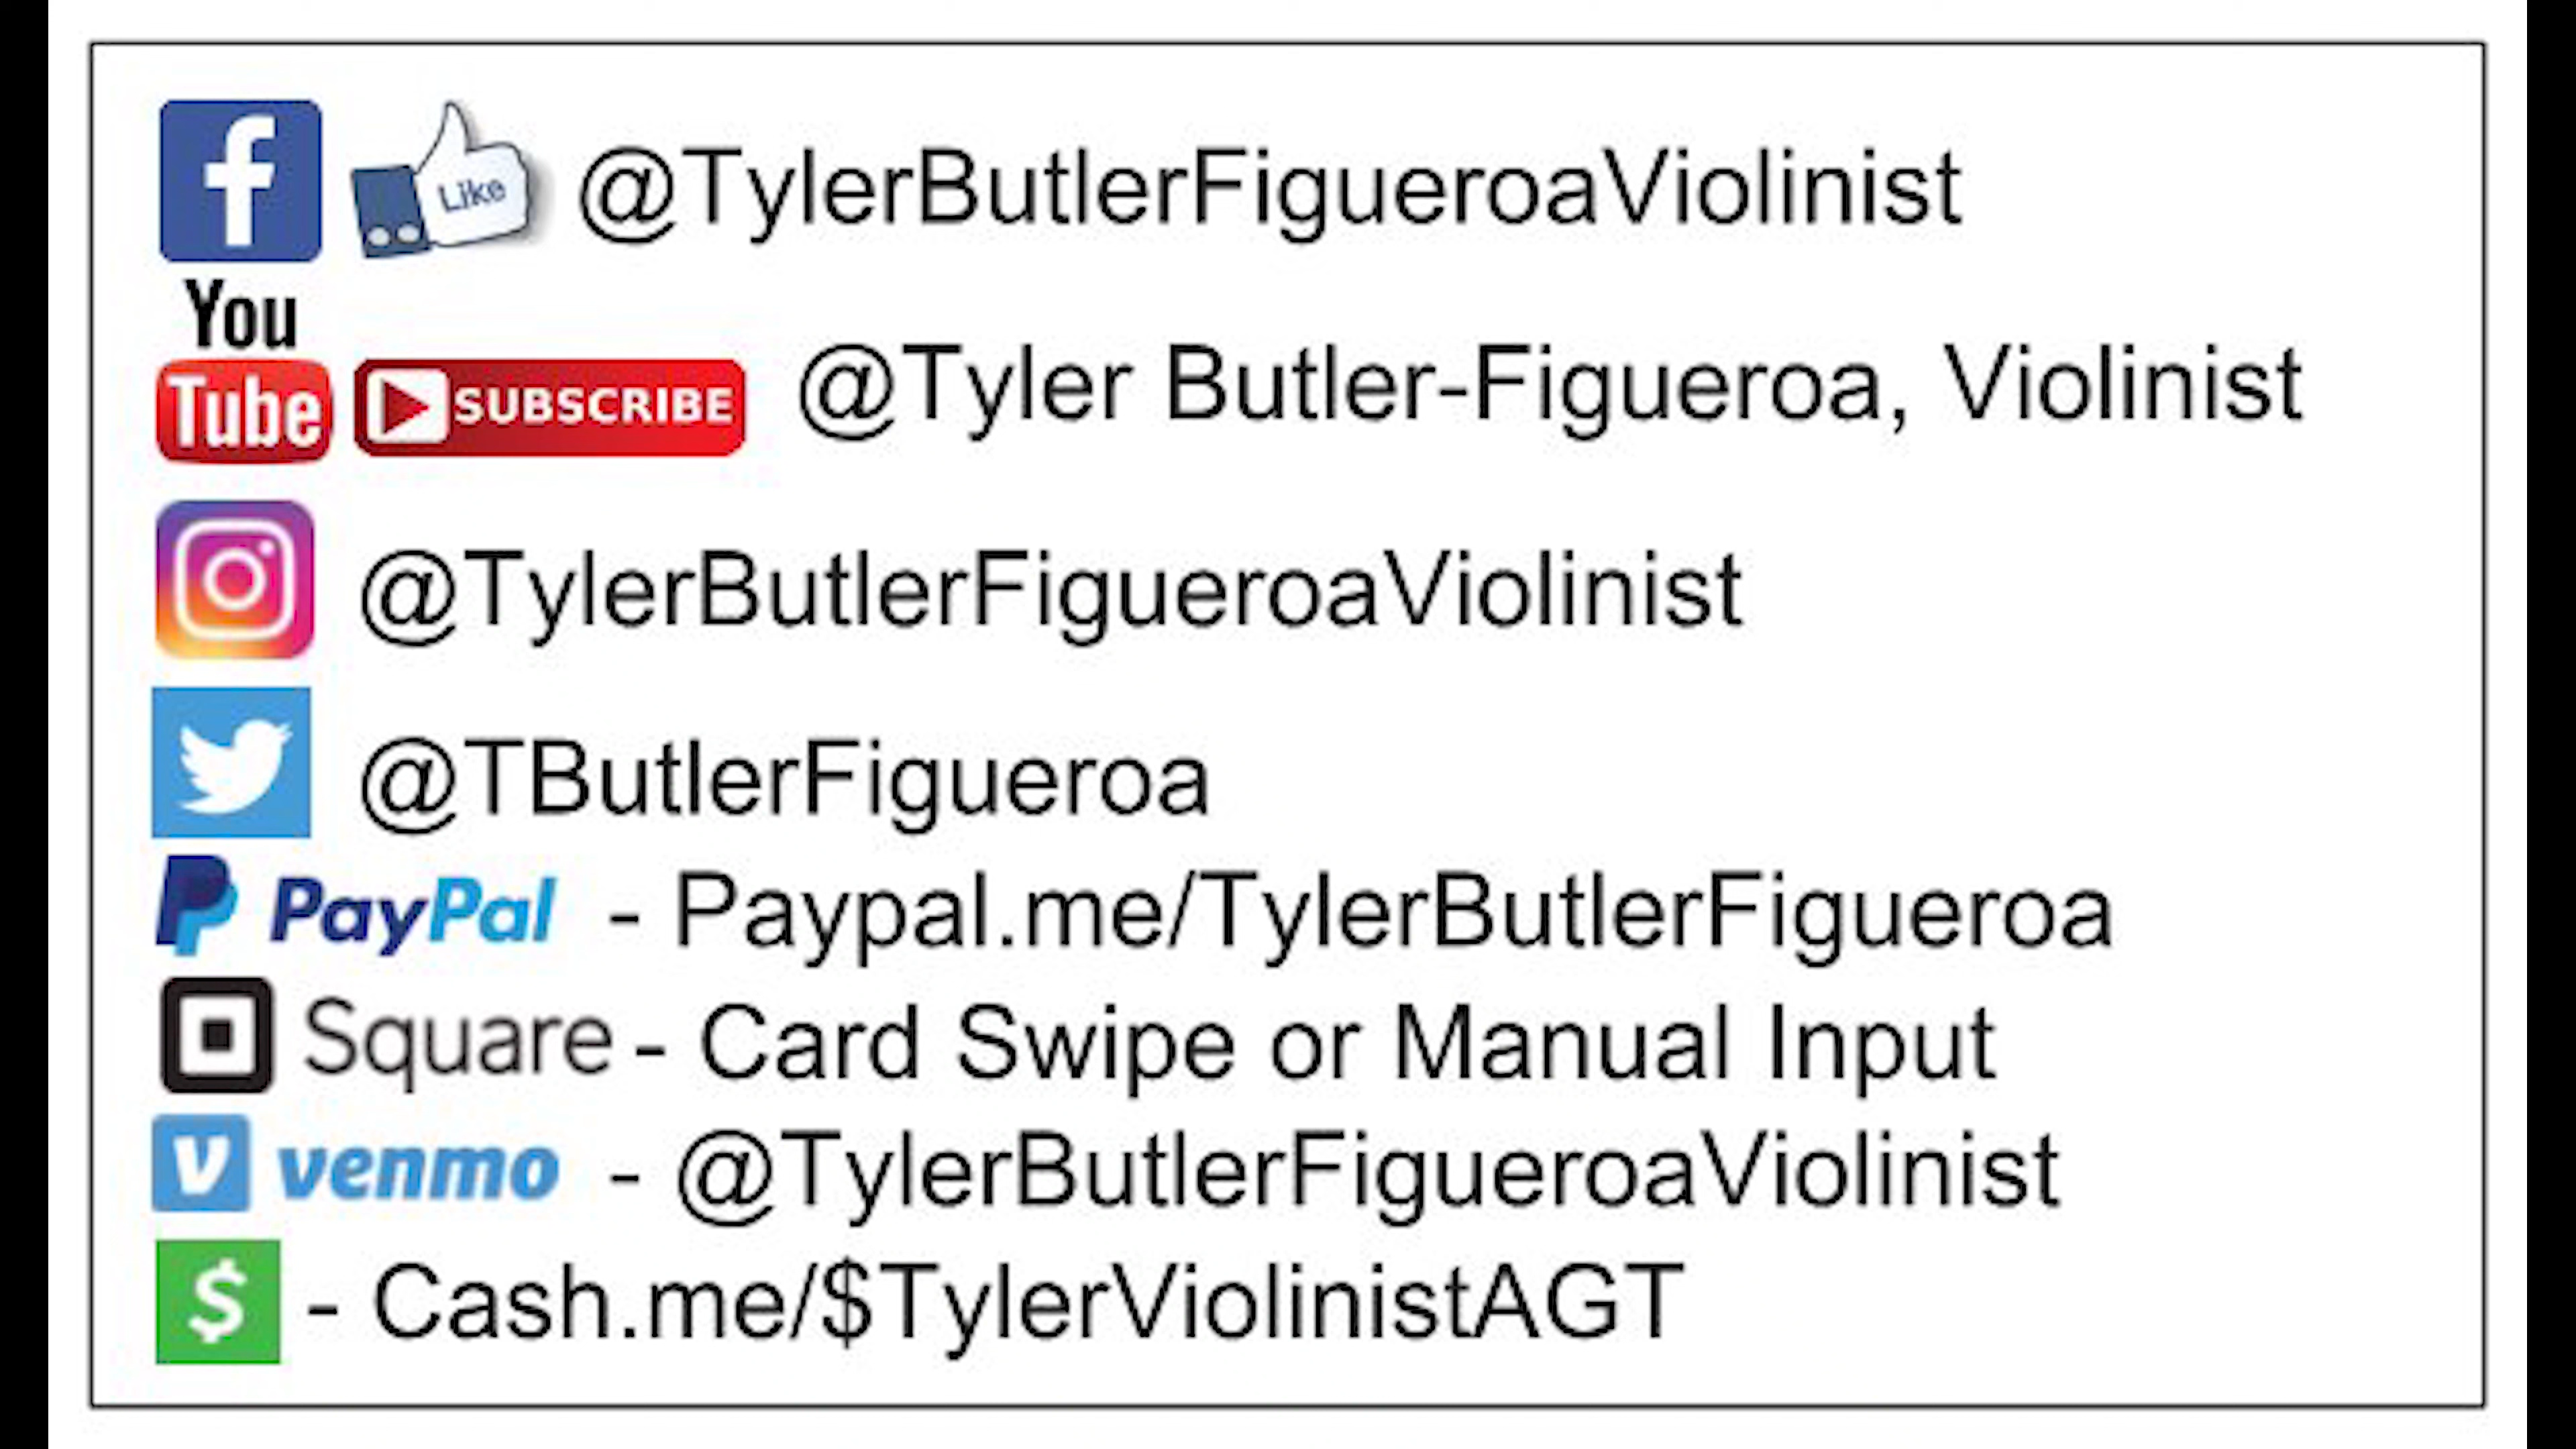 f Like @TylerButlerFigueroaViolinist
You
Tube SUBSCRIBE @Tyler Butler-Figueroa, Violinist
@TylerButlerFigueroaViolinist
@TButlerFigueroa
P PayPal - Paypal.me/TylerButlerFigueroa
Square - Card Swipe or Manual Input
V venmo - @TylerButlerFigueroaViolinist
$ - Cash.me/$TylerViolinistAGT